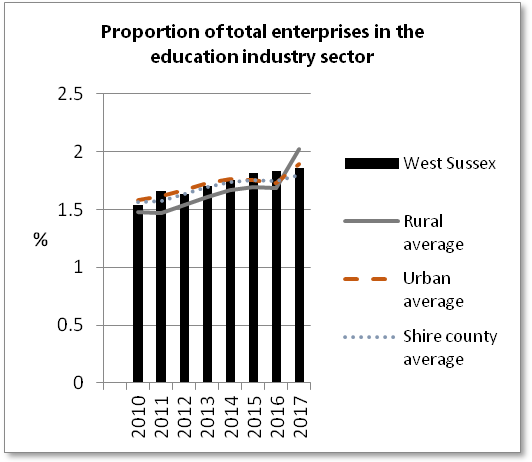 Proportion of total enterprises in the
education industry sector
2.5
2
1.5
1
0.5
0
%
2010
2011
2012
2013
2014
2015
2016
2017
West Sussex
Rural
average
Urban
average
Shire county
average